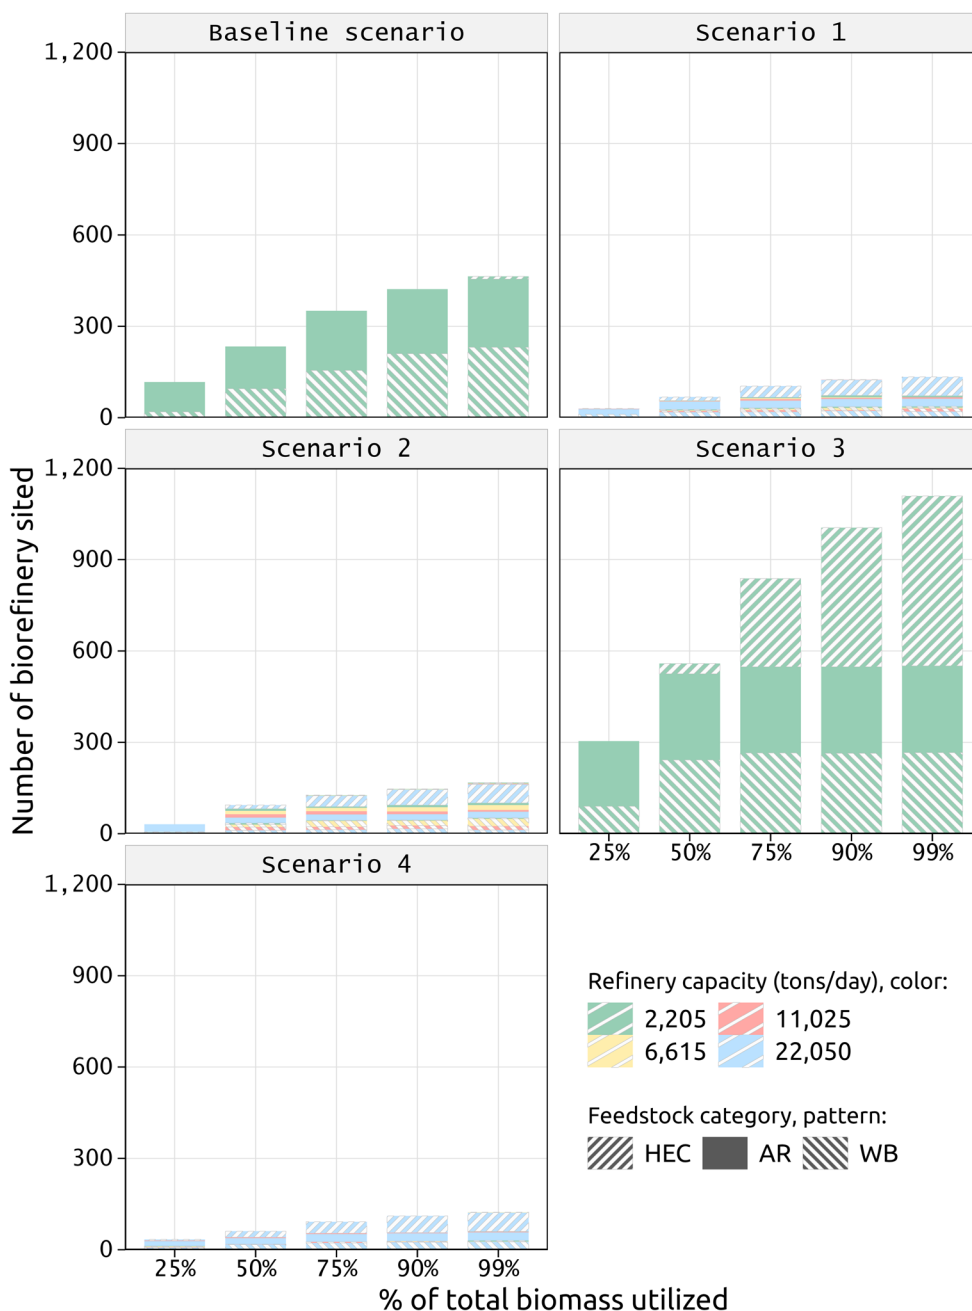 Baseline scenario
Scenario 1
1,200
900
600
300
0
Scenario 2
Scenario 3
1,200
900
600
300
0
25% 50% 75% 90% 99%
Scenario 4
1,200
900
600
300
0
25% 50% 75% 90% 99%
Number of biorefinery sited
% of total biomass utilized
Refinery capacity (tons/day), color:
2,205 11,025
6,615 22,050
Feedstock category, pattern:
HEC AR WB